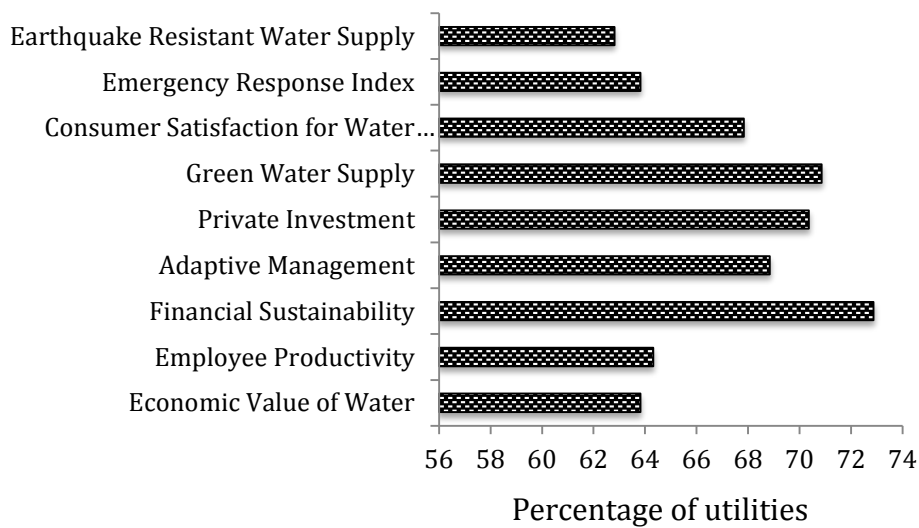 Earthquake Resistant Water Supply
Emergency Response Index
Consumer Satisfaction for Water…
Green Water Supply
Private Investment
Adaptive Management
Financial Sustainability
Employee Productivity
Economic Value of Water
56 58 60 62 64 66 68 70 72 74
Percentage of utilities